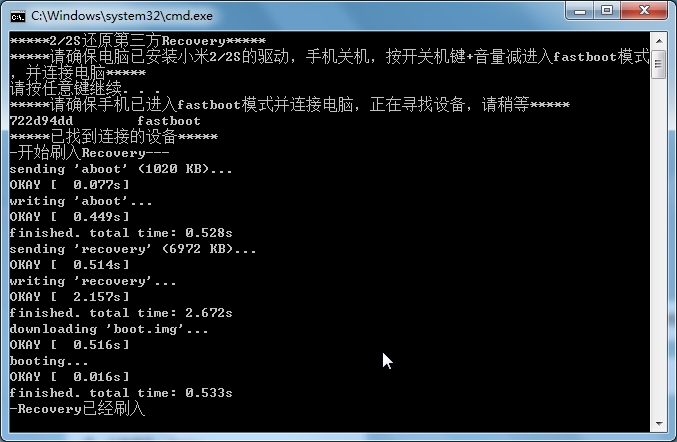 C:\Windows\system32\cmd.exe
*****2/2S还原第三方Recovery*****
*****请确保电脑已安装小米2/2S的驱动，手机关机，按开关机键+音量减进入fastboot模式
，并连接电脑*****
请按任意键继续. . .
*****请确保手机已进入fastboot模式并连接电脑，正在寻找设备，请稍等*****
722d94dd        fastboot
*****已找到连接的设备*****
-开始刷入Recovery---
sending 'aboot' (1020 KB)...
OKAY [  0.077s]
writing 'aboot'...
OKAY [  0.449s]
finished. total time: 0.528s
sending 'recovery' (6972 KB)...
OKAY [  0.514s]
writing 'recovery'...
OKAY [  2.157s]
finished. total time: 2.672s
downloading 'boot.img'...
OKAY [  0.516s]
booting...
OKAY [  0.016s]
finished. total time: 0.533s
-Recovery已经刷入